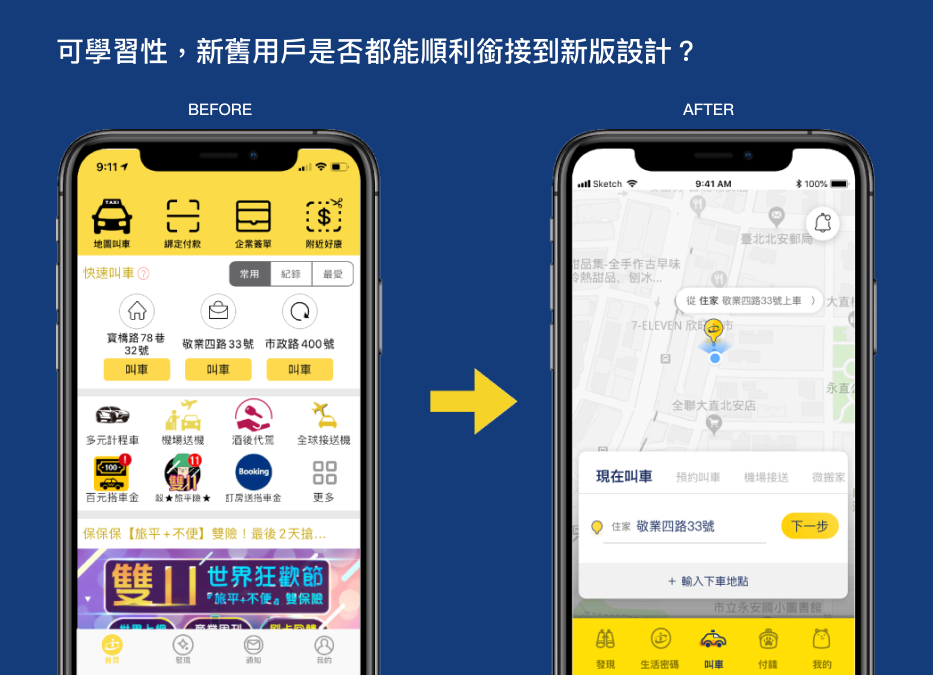 可學習性，新舊用戶是否都能順利銜接到新版設計？
BEFORE
9:11
TAXI
地圖叫車 綁定付款 企業簽單 附近好康
快速叫車 ? 常用 紀錄 最愛
寶橋路78巷
32號
敬業四路33號
市政路400號
叫車 叫車 叫車
多元計程車 機場送機 酒後代駕 全球接送機
100 ! 雙11 11 Booking
百元搭車金 殺★旅平險★ 訂房送搭車金 更多
保保保【旅平+不便】雙險！最後2天搶...
雙11 世界狂歡節
『旅平+不便』雙保險
首頁 發現 通知 我的
AFTER
Sketch 9:41 AM 100%
臺北北安郵局
甜品集-全手作古早味
冷熱甜品、刨冰...
從 住家 敬業四路33號上車 〉
大直
7-ELEVEN 欣
市
永直公
全聯大直北安店
現在叫車 預約叫車 機場接送 微搬家
住家 敬業四路33號 下一步
+ 輸入下車地點
市立永安國小圖書館
發現 生活密碼 叫車 付錢 我的